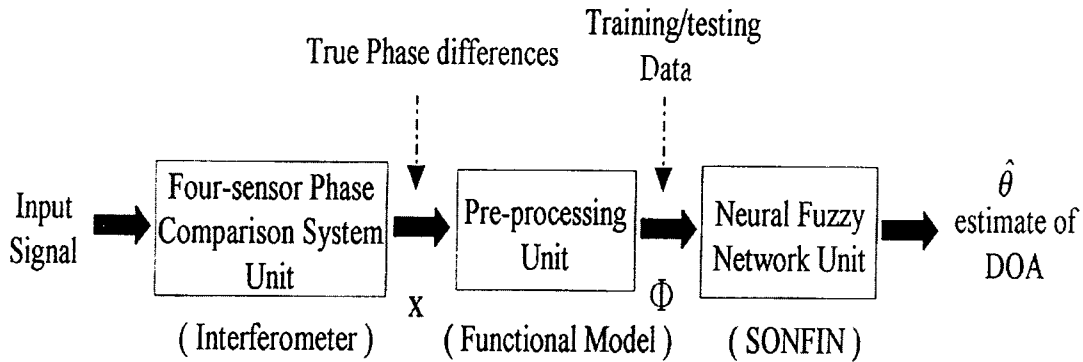 True Phase differences
Training/testing
Data
Input
Signal
Four-sensor Phase
Comparison System
Unit
Pre-processing
Unit
Neural Fuzzy
Network Unit
θ̂
estimate of
DOA
x
Φ
( Interferometer )
( Functional Model )
( SONFIN )